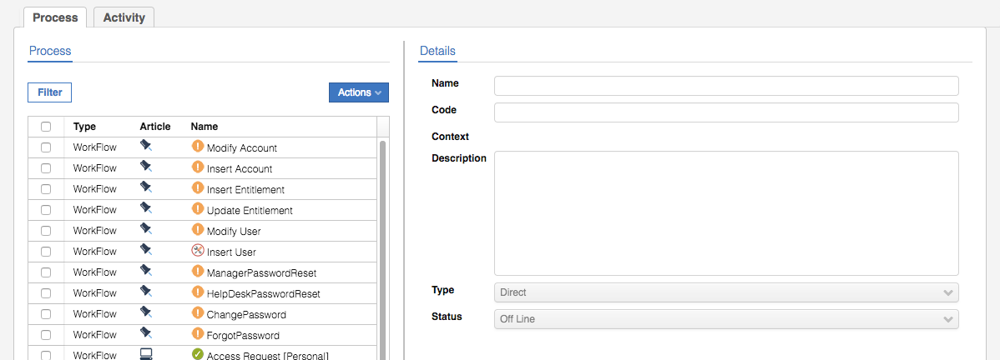 Process Activity
Process
Filter Actions
Type Article Name
WorkFlow Modify Account
WorkFlow Insert Account
WorkFlow Insert Entitlement
WorkFlow Update Entitlement
WorkFlow Modify User
WorkFlow Insert User
WorkFlow ManagerPasswordReset
WorkFlow HelpDeskPasswordReset
WorkFlow ChangePassword
WorkFlow ForgotPassword
WorkFlow Access Request [Personal]
Details
Name
Code
Context
Description
Type Direct
Status Off Line